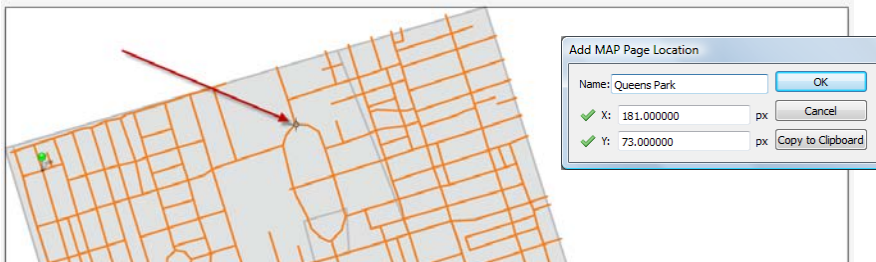 Add MAP Page Location
Name: Queens Park
OK
X: 181.000000 px
Cancel
Y: 73.000000 px
Copy to Clipboard